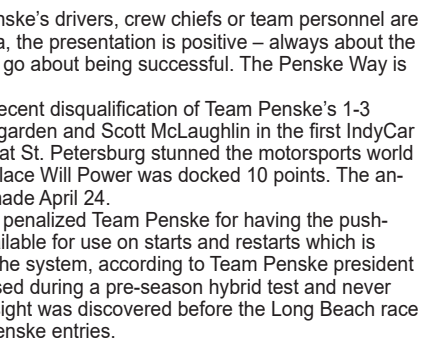 nske’s drivers, crew chiefs or team personnel are
a, the presentation is positive – always about the
go about being successful. The Penske Way is
ecent disqualification of Team Penske’s 1-3
garden and Scott McLaughlin in the first IndyCar
at St. Petersburg stunned the motorsports world
lace Will Power was docked 10 points. The an-
nade April 24.
penalized Team Penske for having the push-
ilable for use on starts and restarts which is
he system, according to Team Penske president
sed during a pre-season hybrid test and never
sight was discovered before the Long Beach race
enske entries.